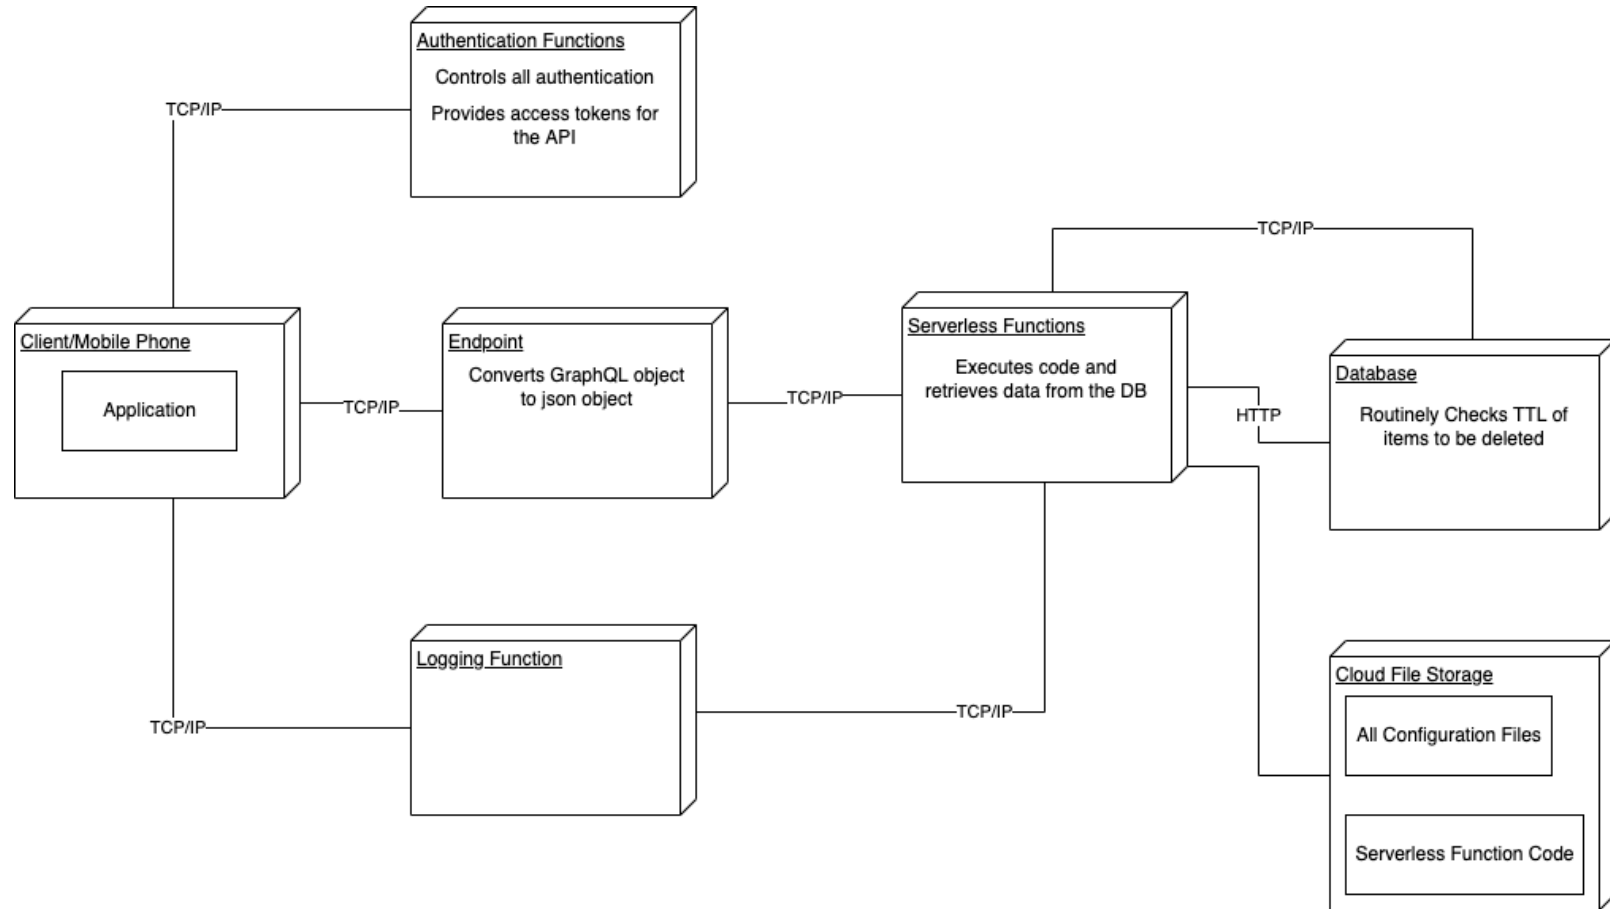 Authentication Functions
Controls all authentication
Provides access tokens for
the API
TCP/IP
TCP/IP
Client/Mobile Phone
Application
TCP/IP
Endpoint
Converts GraphQL object
to json object
TCP/IP
Serverless Functions
Executes code and
retrieves data from the DB
HTTP
Database
Routinely Checks TTL of
items to be deleted
Logging Function
TCP/IP
TCP/IP
Cloud File Storage
All Configuration Files
Serverless Function Code